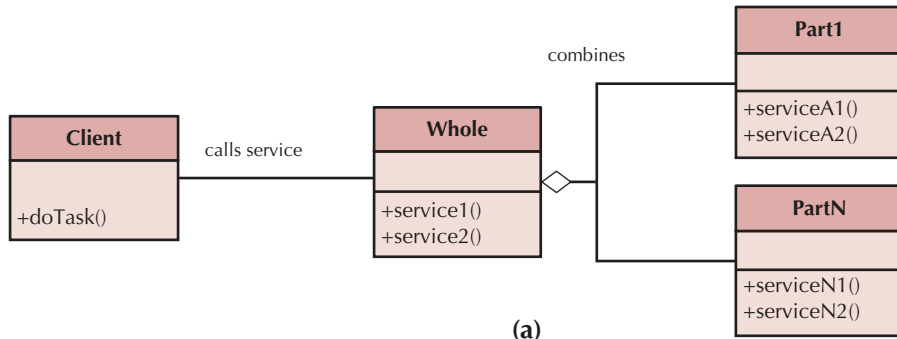 Client
+doTask()
calls service
Whole
+service1()
+service2()
combines
Part1
+serviceA1()
+serviceA2()
PartN
+serviceN1()
+serviceN2()
(a)